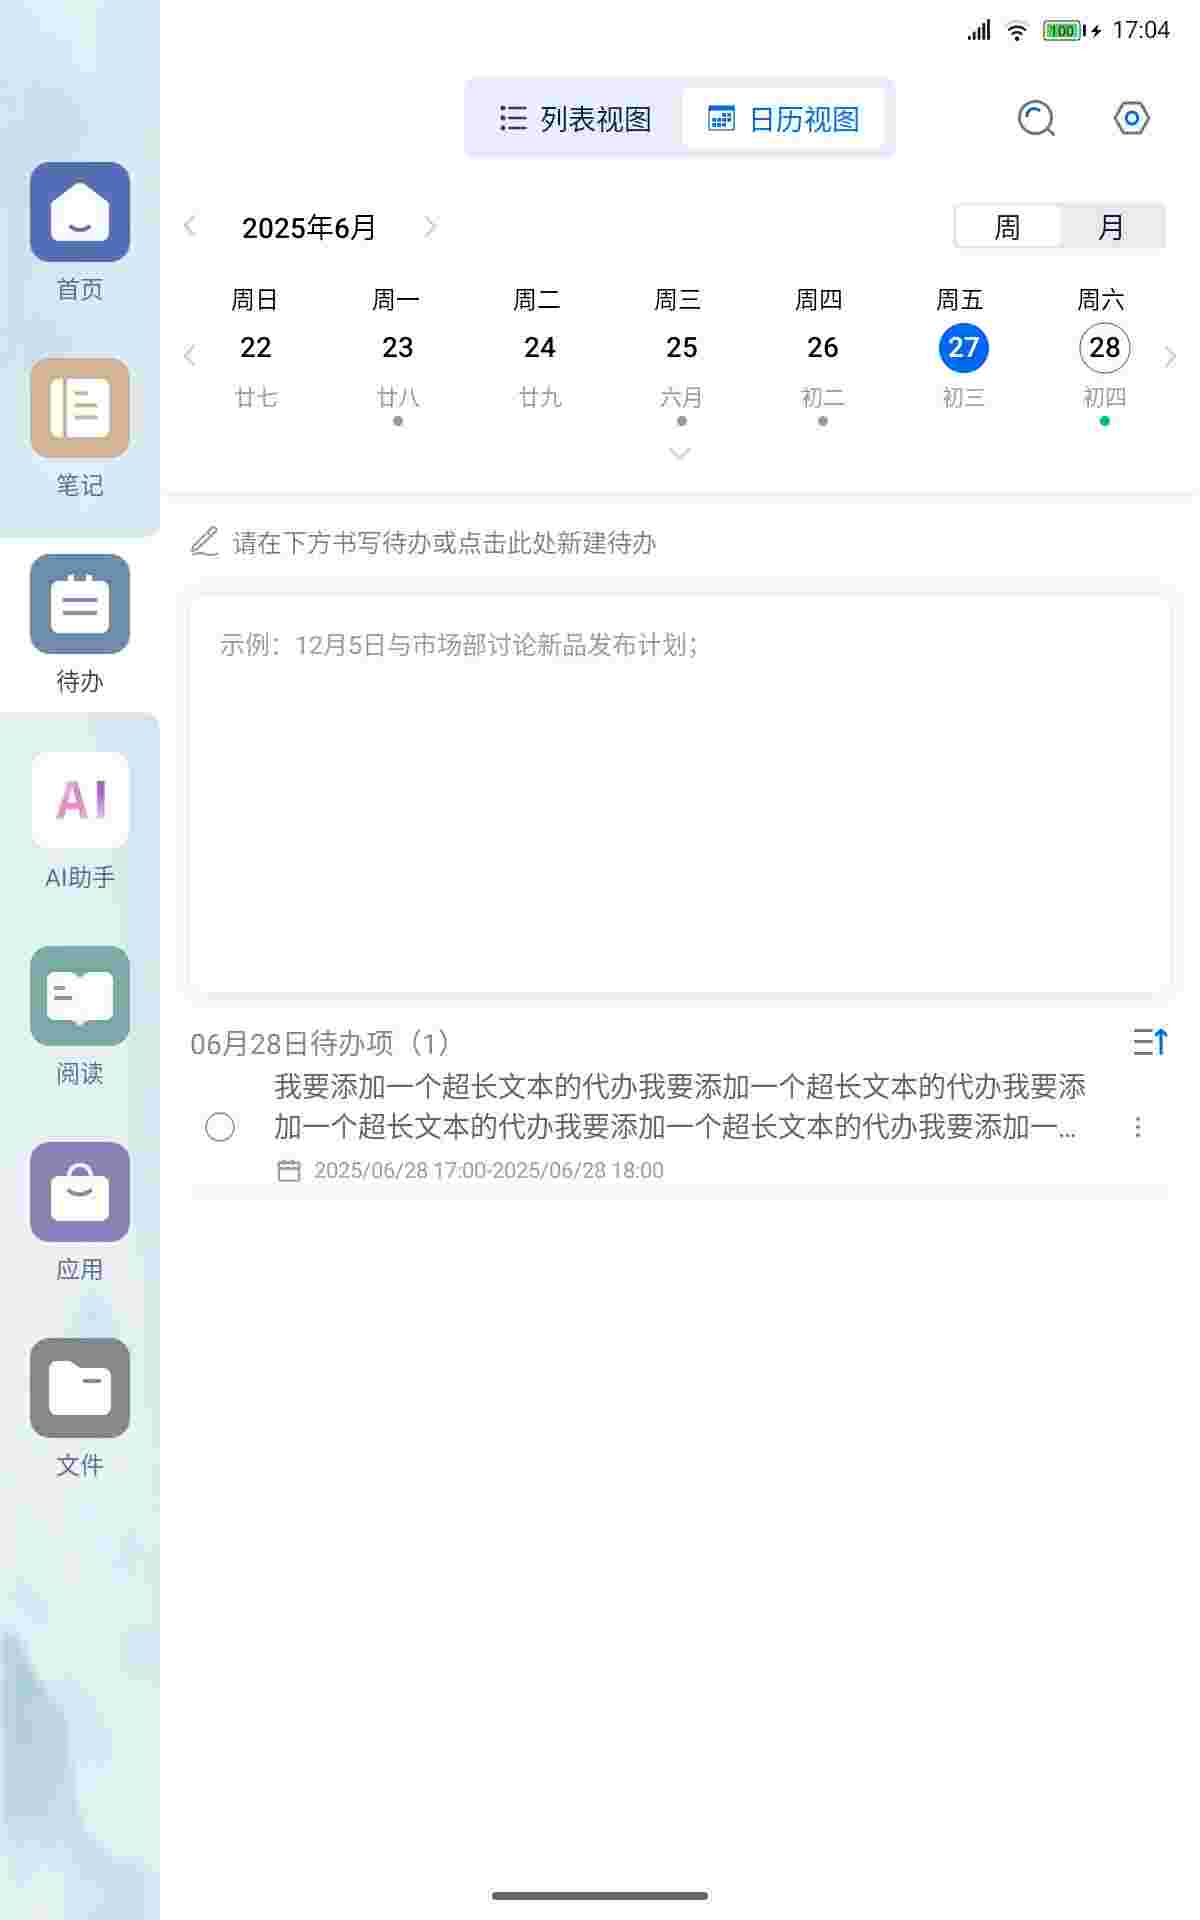 100 17:04
列表视图 日历视图
2025年6月 周 月
周日 周一 周二 周三 周四 周五 周六
22 23 24 25 26 27 28
廿七 廿八 廿九 六月 初二 初三 初四
请在下方书写待办或点击此处新建待办
示例：12月5日与市场部讨论新品发布计划；
06月28日待办项（1）
我要添加一个超长文本的代办我要添加一个超长文本的代办我要添
加一个超长文本的代办我要添加一个超长文本的代办我要添加一...
2025/06/28 17:00-2025/06/28 18:00
首页
笔记
待办
AI
AI助手
阅读
应用
文件